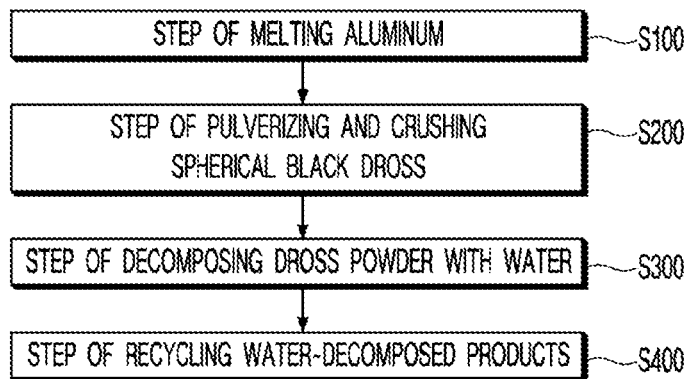 STEP OF MELTING ALUMINUM
S100
STEP OF PULVERIZING AND CRUSHING
SPHERICAL BLACK DROSS
S200
STEP OF DECOMPOSING DROSS POWDER WITH WATER
S300
STEP OF RECYCLING WATER-DECOMPOSED PRODUCTS
S400